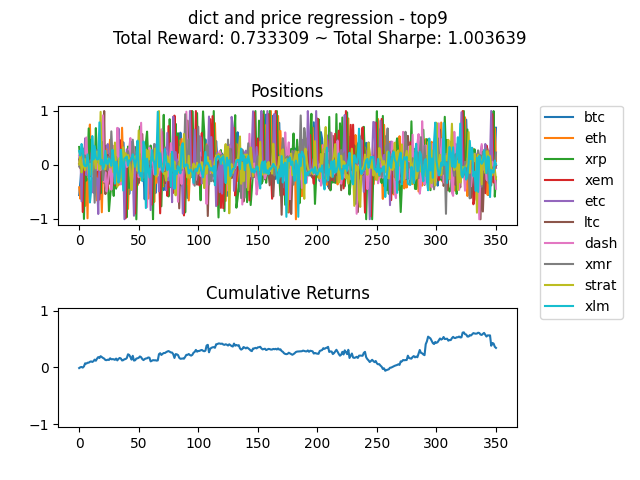 dict and price regression - top9
Total Reward: 0.733309 ~ Total Sharpe: 1.003639
Positions
1
0
−1
0 50 100 150 200 250 300 350
btc
eth
xrp
xem
etc
ltc
dash
xmr
strat
xlm
Cumulative Returns
1
0
−1
0 50 100 150 200 250 300 350